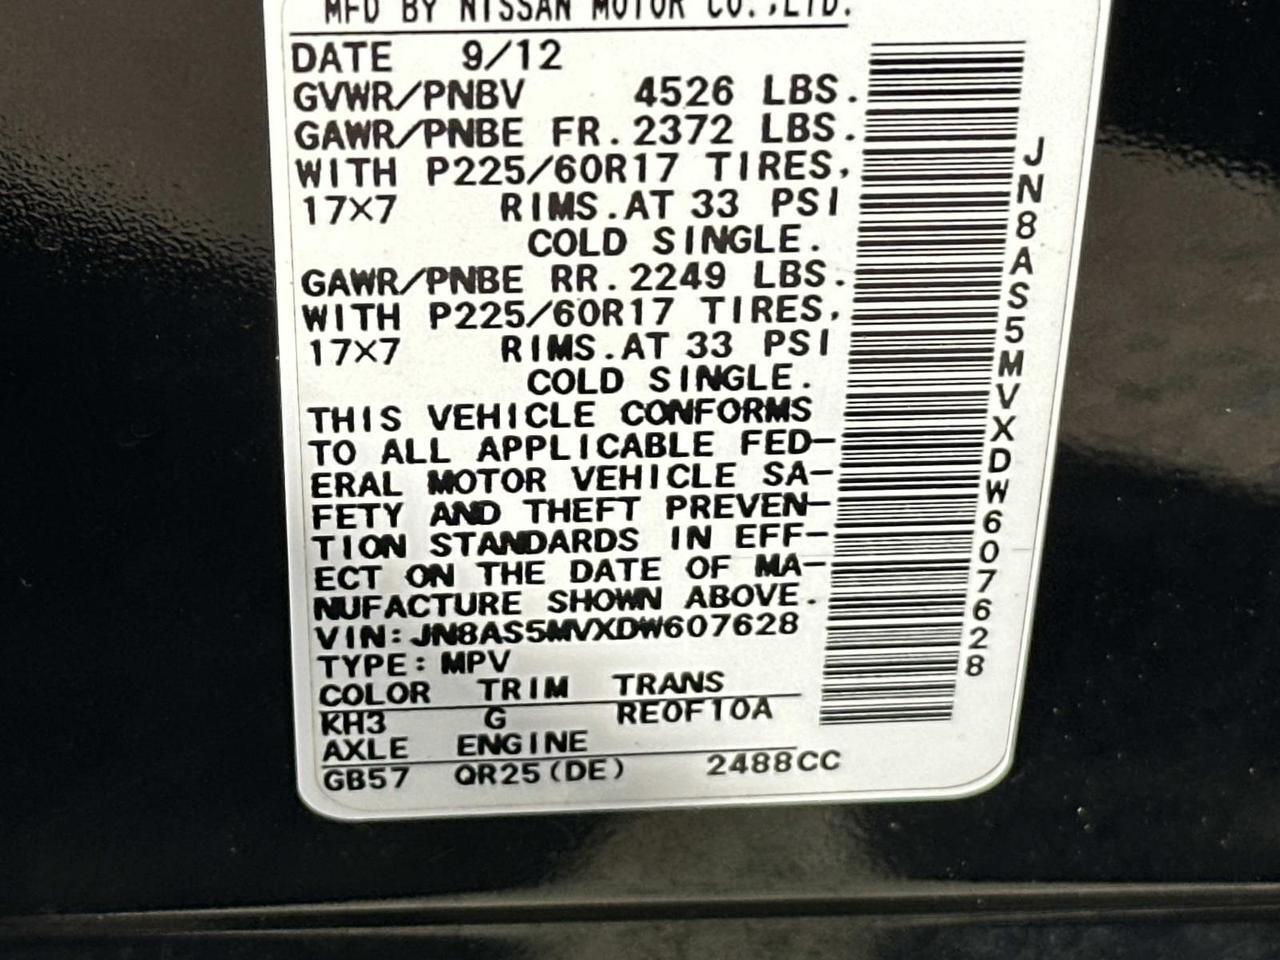 MFD BY NISSAN MOTOR CO.,LTD.
DATE 9/12
GVWR/PNBV 4526 LBS.
GAWR/PNBE FR. 2372 LBS.
WITH P225/60R17 TIRES,
17X7 RIMS.AT 33 PSI
COLD SINGLE.
GAWR/PNBE RR. 2249 LBS.
WITH P225/60R17 TIRES,
17X7 RIMS.AT 33 PSI
COLD SINGLE.
THIS VEHICLE CONFORMS
TO ALL APPLICABLE FED-
ERAL MOTOR VEHICLE SA-
FETY AND THEFT PREVEN-
TION STANDARDS IN EFF-
ECT ON THE DATE OF MA-
NUFACTURE SHOWN ABOVE.
VIN: JN8AS5MVXDW607628
TYPE: MPV
COLOR TRIM TRANS
KH3 G RE0F10A
AXLE ENGINE
GB57 QR25(DE) 2488CC
JN8AS5MVXDW607628